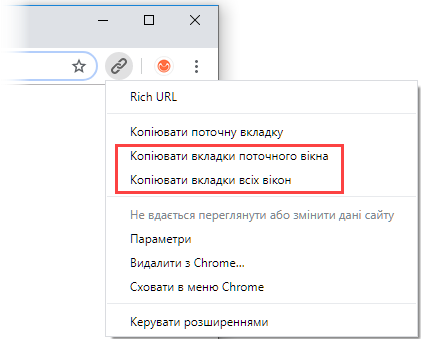 Rich URL
Копіювати поточну вкладку
Копіювати вкладки поточного вікна
Копіювати вкладки всіх вікон
Не вдається переглянути або змінити дані сайту
Параметри
Видалити з Chrome...
Сховати в меню Chrome
Керувати розширеннями